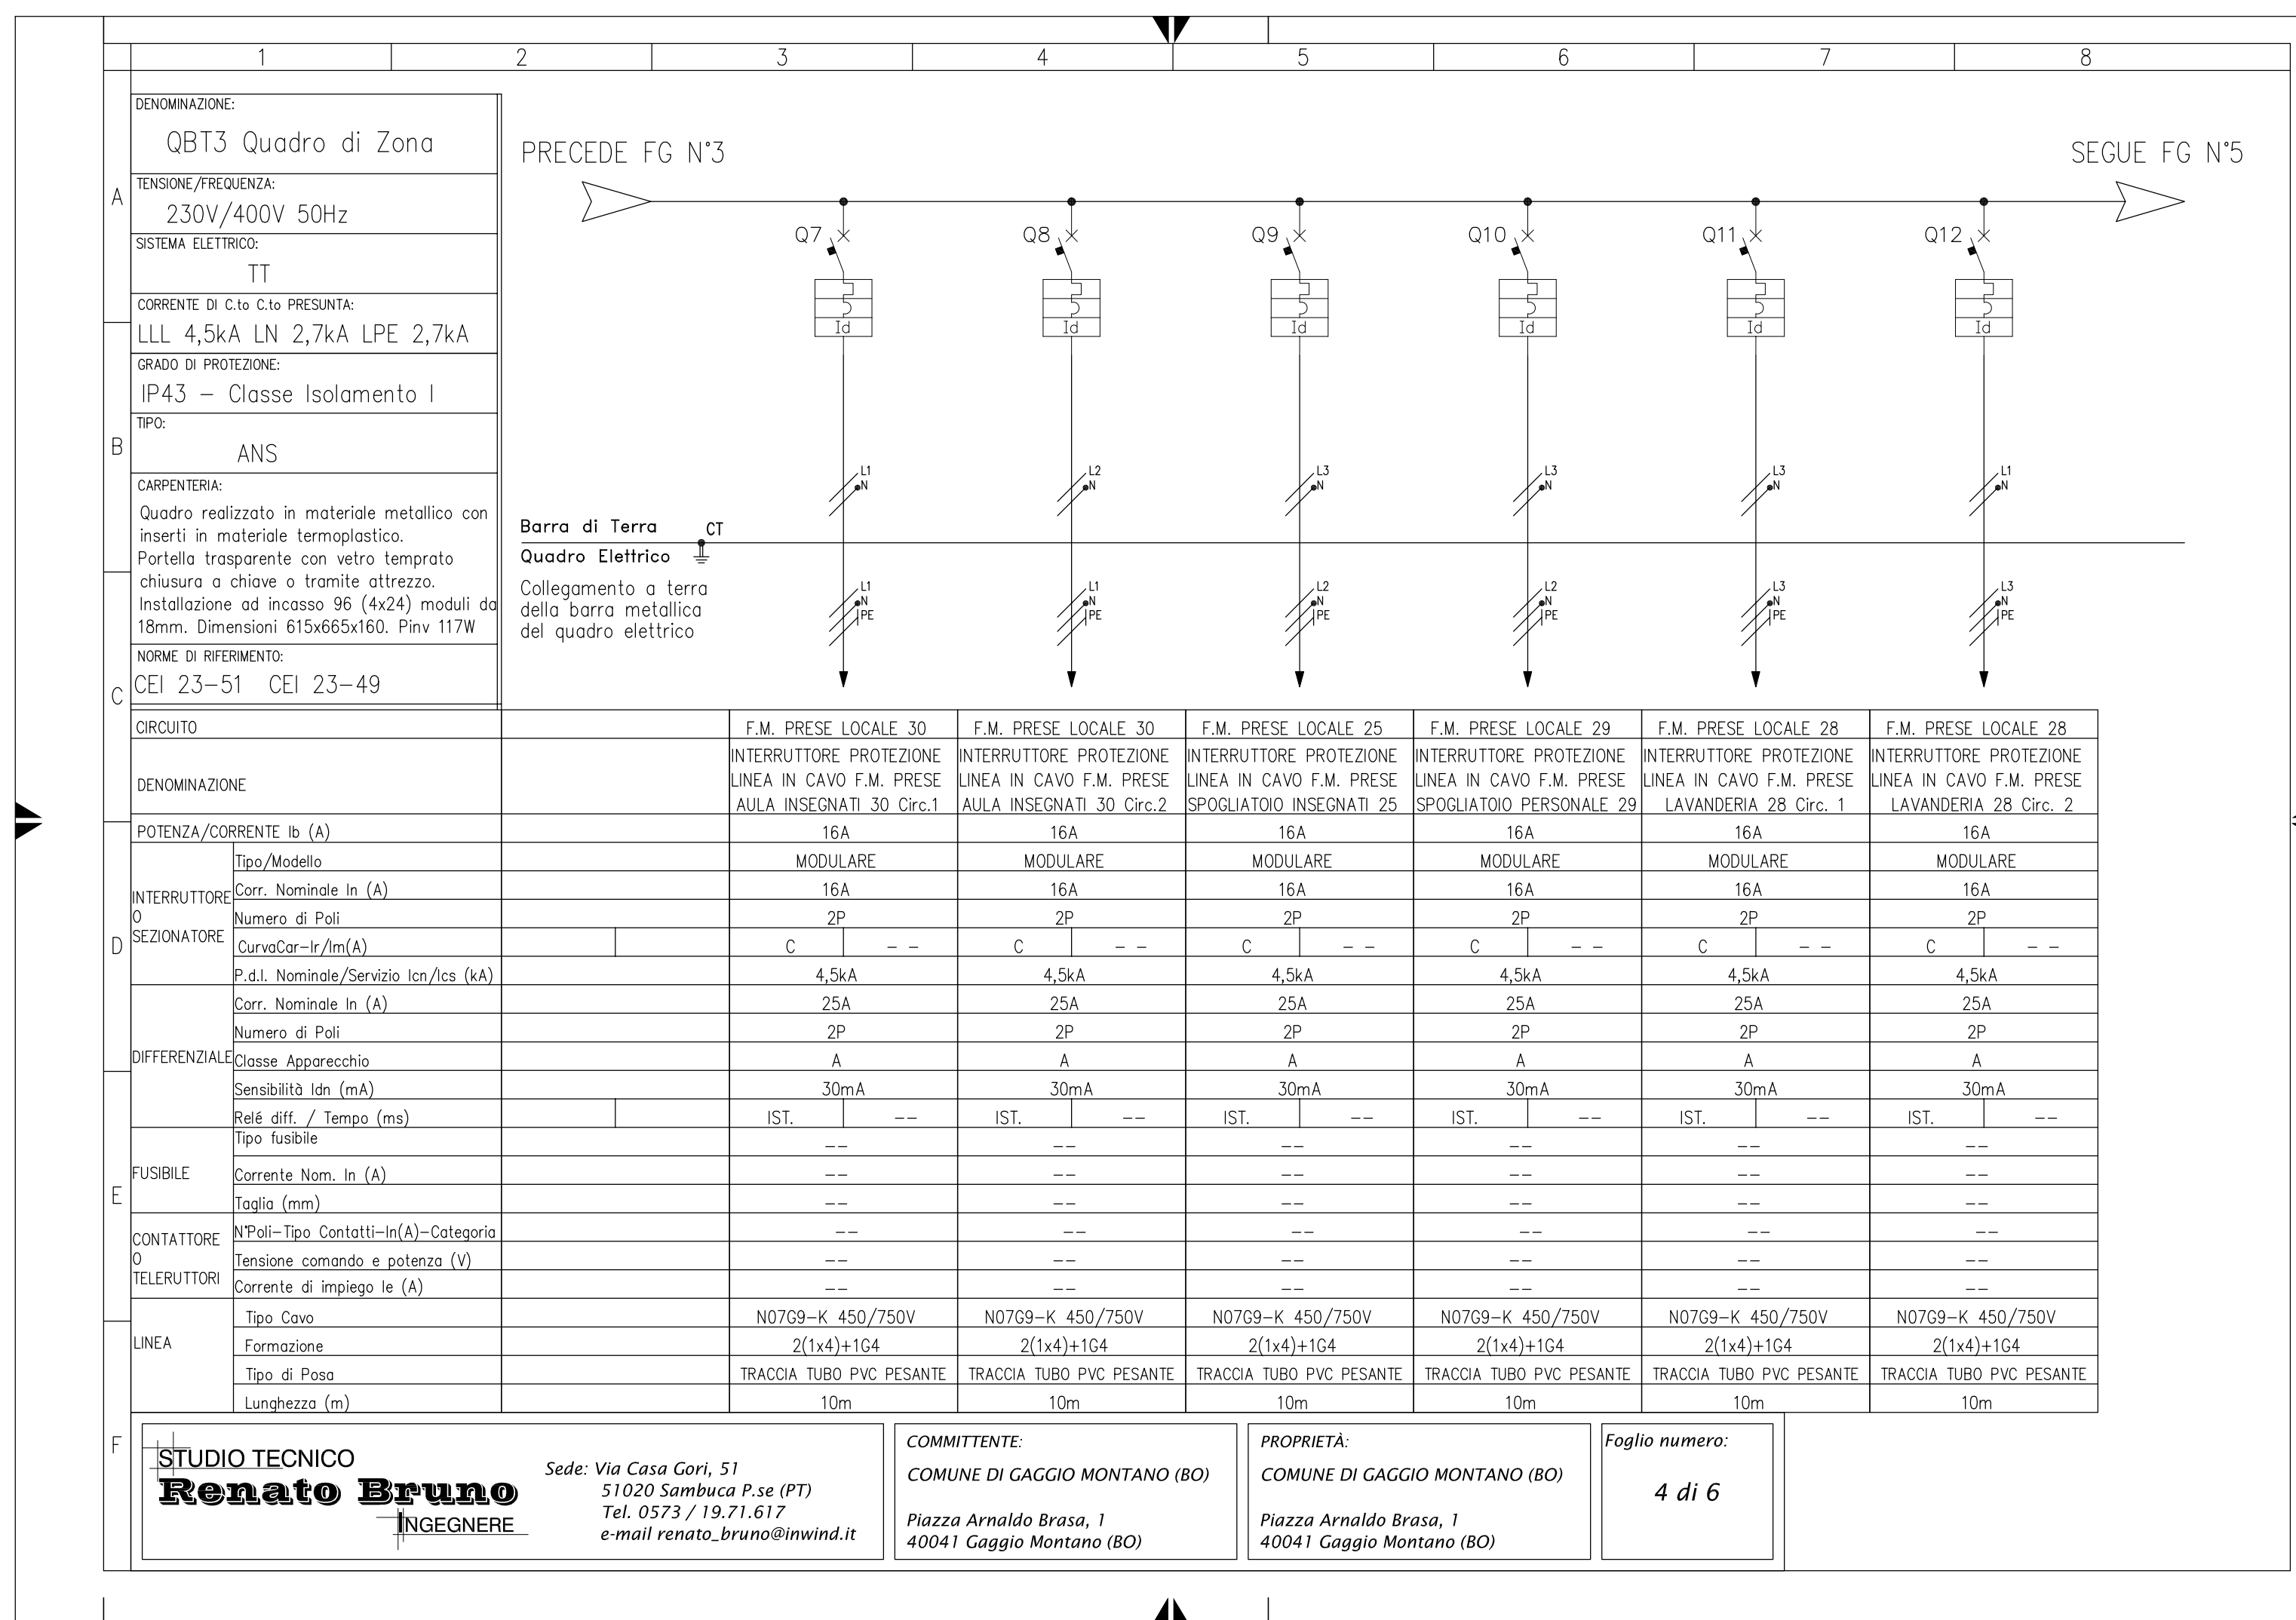 1 2 3 4 5 6 7 8
A
B
C
D
E
F
DENOMINAZIONE:
QBT3 Quadro di Zona
TENSIONE/FREQUENZA:
230V/400V 50Hz
SISTEMA ELETTRICO:
TT
CORRENTE DI C.to C.to PRESUNTA:
LLL 4,5kA LN 2,7kA LPE 2,7kA
GRADO DI PROTEZIONE:
IP43 – Classe Isolamento I
TIPO:
ANS
CARPENTERIA:
Quadro realizzato in materiale metallico con
inserti in materiale termoplastico.
Portella trasparente con vetro temprato
chiusura a chiave o tramite attrezzo.
Installazione ad incasso 96 (4x24) moduli da
18mm. Dimensioni 615x665x160. Pinv 117W
NORME DI RIFERIMENTO:
CEI 23–51 CEI 23–49
PRECEDE FG N°3
SEGUE FG N°5
Q7 Q8 Q9 Q10 Q11 Q12
Id Id Id Id Id Id
L1 L2 L3 L3 L3 L1
N N N N N N
Barra di Terra CT
Quadro Elettrico
Collegamento a terra
della barra metallica
del quadro elettrico
L1 L1 L2 L2 L3 L3
N N N N N N
PE PE PE PE PE PE
CIRCUITO F.M. PRESE LOCALE 30 F.M. PRESE LOCALE 30 F.M. PRESE LOCALE 25 F.M. PRESE LOCALE 29 F.M. PRESE LOCALE 28 F.M. PRESE LOCALE 28
DENOMINAZIONE
INTERRUTTORE PROTEZIONE INTERRUTTORE PROTEZIONE INTERRUTTORE PROTEZIONE INTERRUTTORE PROTEZIONE INTERRUTTORE PROTEZIONE INTERRUTTORE PROTEZIONE
LINEA IN CAVO F.M. PRESE LINEA IN CAVO F.M. PRESE LINEA IN CAVO F.M. PRESE LINEA IN CAVO F.M. PRESE LINEA IN CAVO F.M. PRESE LINEA IN CAVO F.M. PRESE
AULA INSEGNATI 30 Circ.1 AULA INSEGNATI 30 Circ.2 SPOGLIATOIO INSEGNATI 25 SPOGLIATOIO PERSONALE 29 LAVANDERIA 28 Circ. 1 LAVANDERIA 28 Circ. 2
POTENZA/CORRENTE Ib (A) 16A 16A 16A 16A 16A 16A
INTERRUTTORE
O
SEZIONATORE
Tipo/Modello MODULARE MODULARE MODULARE MODULARE MODULARE MODULARE
Corr. Nominale In (A) 16A 16A 16A 16A 16A 16A
Numero di Poli 2P 2P 2P 2P 2P 2P
CurvaCar–Ir/Im(A) C – – C – – C – – C – – C – – C – –
P.d.I. Nominale/Servizio Icn/Ics (kA) 4,5kA 4,5kA 4,5kA 4,5kA 4,5kA 4,5kA
DIFFERENZIALE
Corr. Nominale In (A) 25A 25A 25A 25A 25A 25A
Numero di Poli 2P 2P 2P 2P 2P 2P
Classe Apparecchio A A A A A A
Sensibilità Idn (mA) 30mA 30mA 30mA 30mA 30mA 30mA
Relé diff. / Tempo (ms) IST. –– IST. –– IST. –– IST. –– IST. –– IST. ––
FUSIBILE
Tipo fusibile –– –– –– –– –– ––
Corrente Nom. In (A) –– –– –– –– –– ––
Taglia (mm) –– –– –– –– –– ––
CONTATTORE
O
TELERUTTORI
N°Poli–Tipo Contatti–In(A)–Categoria –– –– –– –– –– ––
Tensione comando e potenza (V) –– –– –– –– –– ––
Corrente di impiego Ie (A) –– –– –– –– –– ––
LINEA
Tipo Cavo N07G9–K 450/750V N07G9–K 450/750V N07G9–K 450/750V N07G9–K 450/750V N07G9–K 450/750V N07G9–K 450/750V
Formazione 2(1x4)+1G4 2(1x4)+1G4 2(1x4)+1G4 2(1x4)+1G4 2(1x4)+1G4 2(1x4)+1G4
Tipo di Posa TRACCIA TUBO PVC PESANTE TRACCIA TUBO PVC PESANTE TRACCIA TUBO PVC PESANTE TRACCIA TUBO PVC PESANTE TRACCIA TUBO PVC PESANTE TRACCIA TUBO PVC PESANTE
Lunghezza (m) 10m 10m 10m 10m 10m 10m
STUDIO TECNICO
Renato Bruno
INGEGNERE
Sede: Via Casa Gori, 51
51020 Sambuca P.se (PT)
Tel. 0573 / 19.71.617
e-mail renato_bruno@inwind.it
COMMITTENTE:
COMUNE DI GAGGIO MONTANO (BO)
Piazza Arnaldo Brasa, 1
40041 Gaggio Montano (BO)
PROPRIETÀ:
COMUNE DI GAGGIO MONTANO (BO)
Piazza Arnaldo Brasa, 1
40041 Gaggio Montano (BO)
Foglio numero:
4 di 6